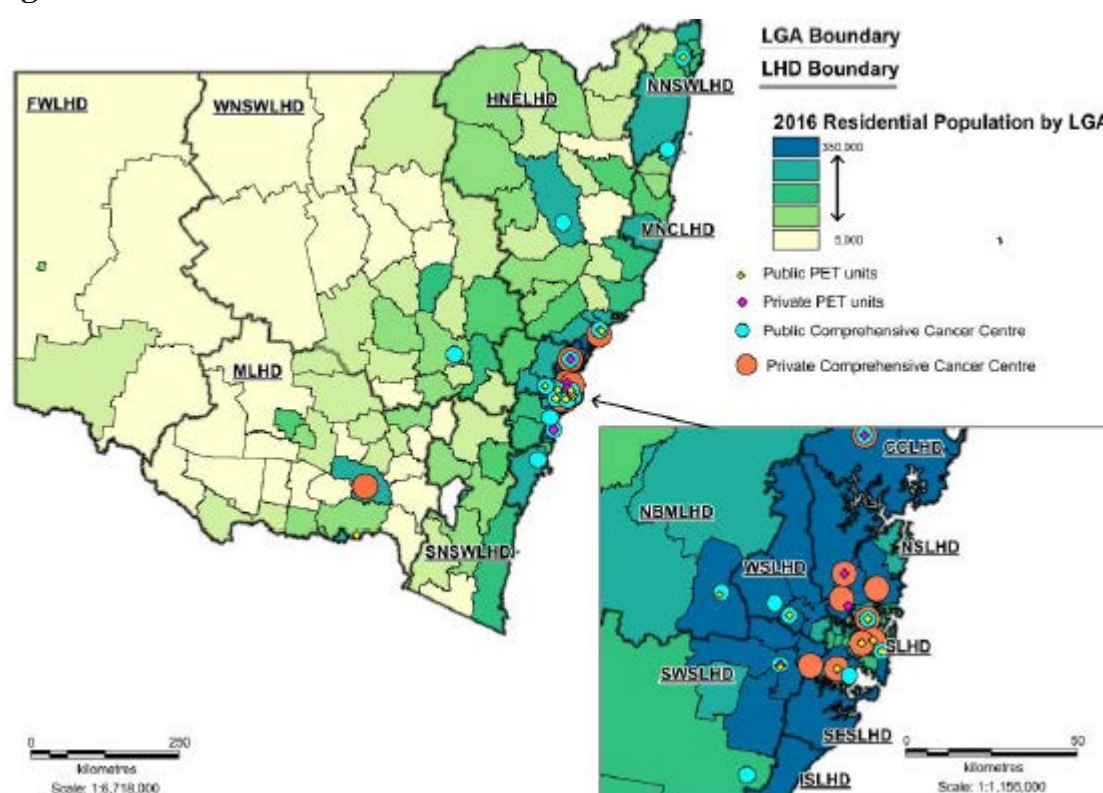 LGA Boundary
LHD Boundary
2016 Residential Population by LGA
350,000
5,000
Public PET units
Private PET units
Public Comprehensive Cancer Centre
Private Comprehensive Cancer Centre
FWLHD
WNSWLHD
HNELHD
NNSWLHD
MNCLHD
MLHD
SNSWLHD
CCLHD
NBMLHD
NSLHD
WSLHD
SLHD
SWSLHD
SESLHD
ISLHD
0 250
kilometres
Scale: 1:6,718,000
0 50
kilometres
Scale: 1:1,156,000